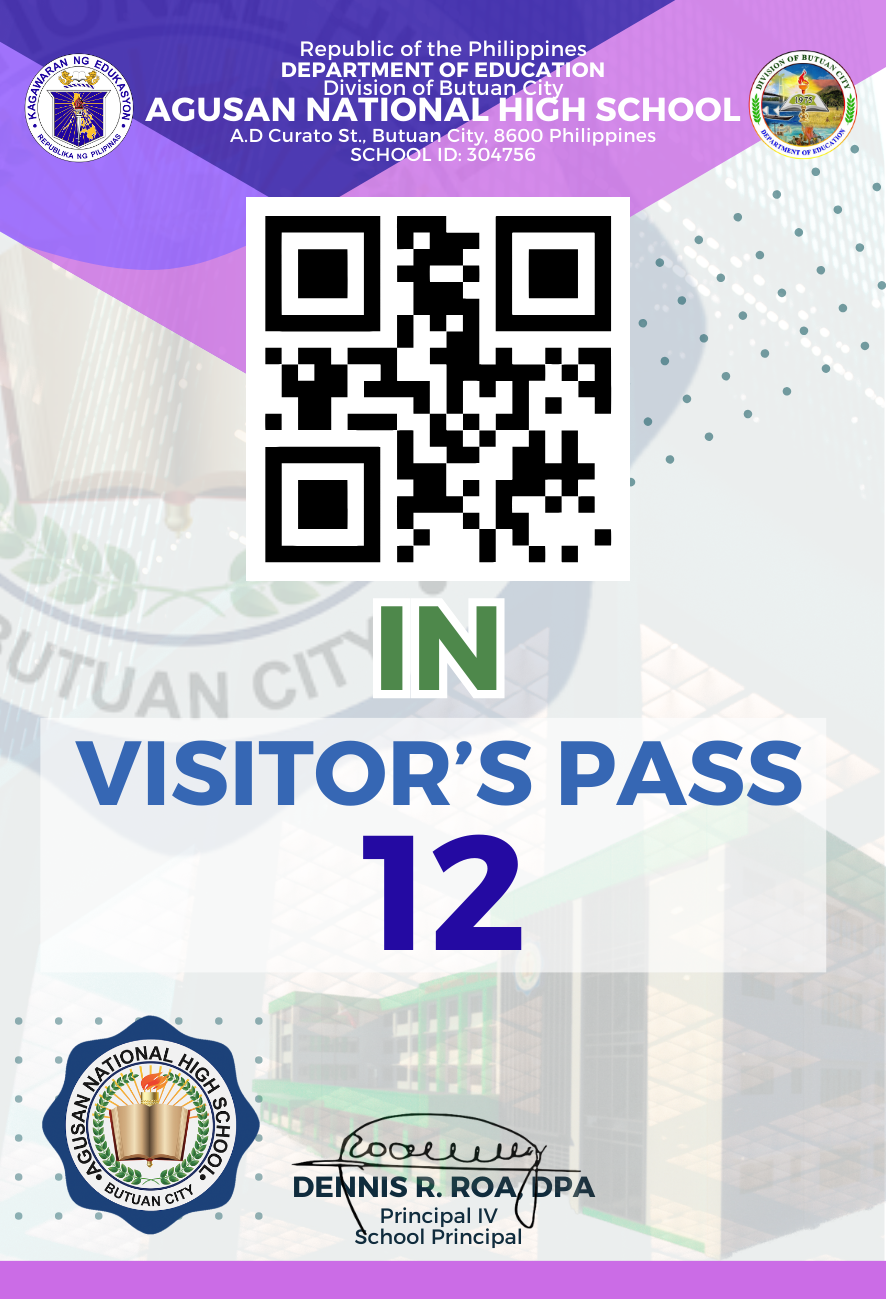 Republic of the Philippines
DEPARTMENT OF EDUCATION
Division of Butuan City
AGUSAN NATIONAL HIGH SCHOOL
A.D Curato St., Butuan City, 8600 Philippines
SCHOOL ID: 304756
KAGAWARAN NG EDUKASYON
REPUBLIKA NG PILIPINAS
DIVISION OF BUTUAN CITY
1975
DEPARTMENT OF EDUCATION
BUTUAN CITY
IN
VISITOR'S PASS
12
AGUSAN NATIONAL HIGH SCHOOL
BUTUAN CITY
DENNIS R. ROA, DPA
Principal IV
School Principal